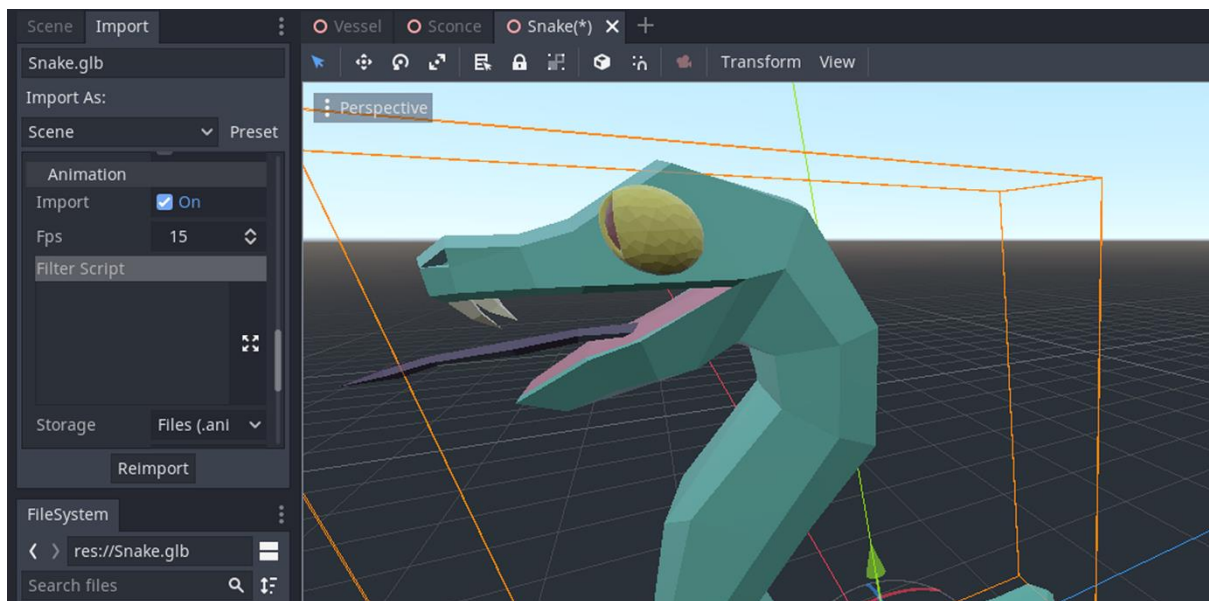 Scene Import
Snake.glb
Import As:
Scene Preset
Animation
Import On
Fps 15
Filter Script
Storage Files (.ani
Reimport
FileSystem
res://Snake.glb
Search files
Vessel Sconce Snake(*)
Transform View
Perspective